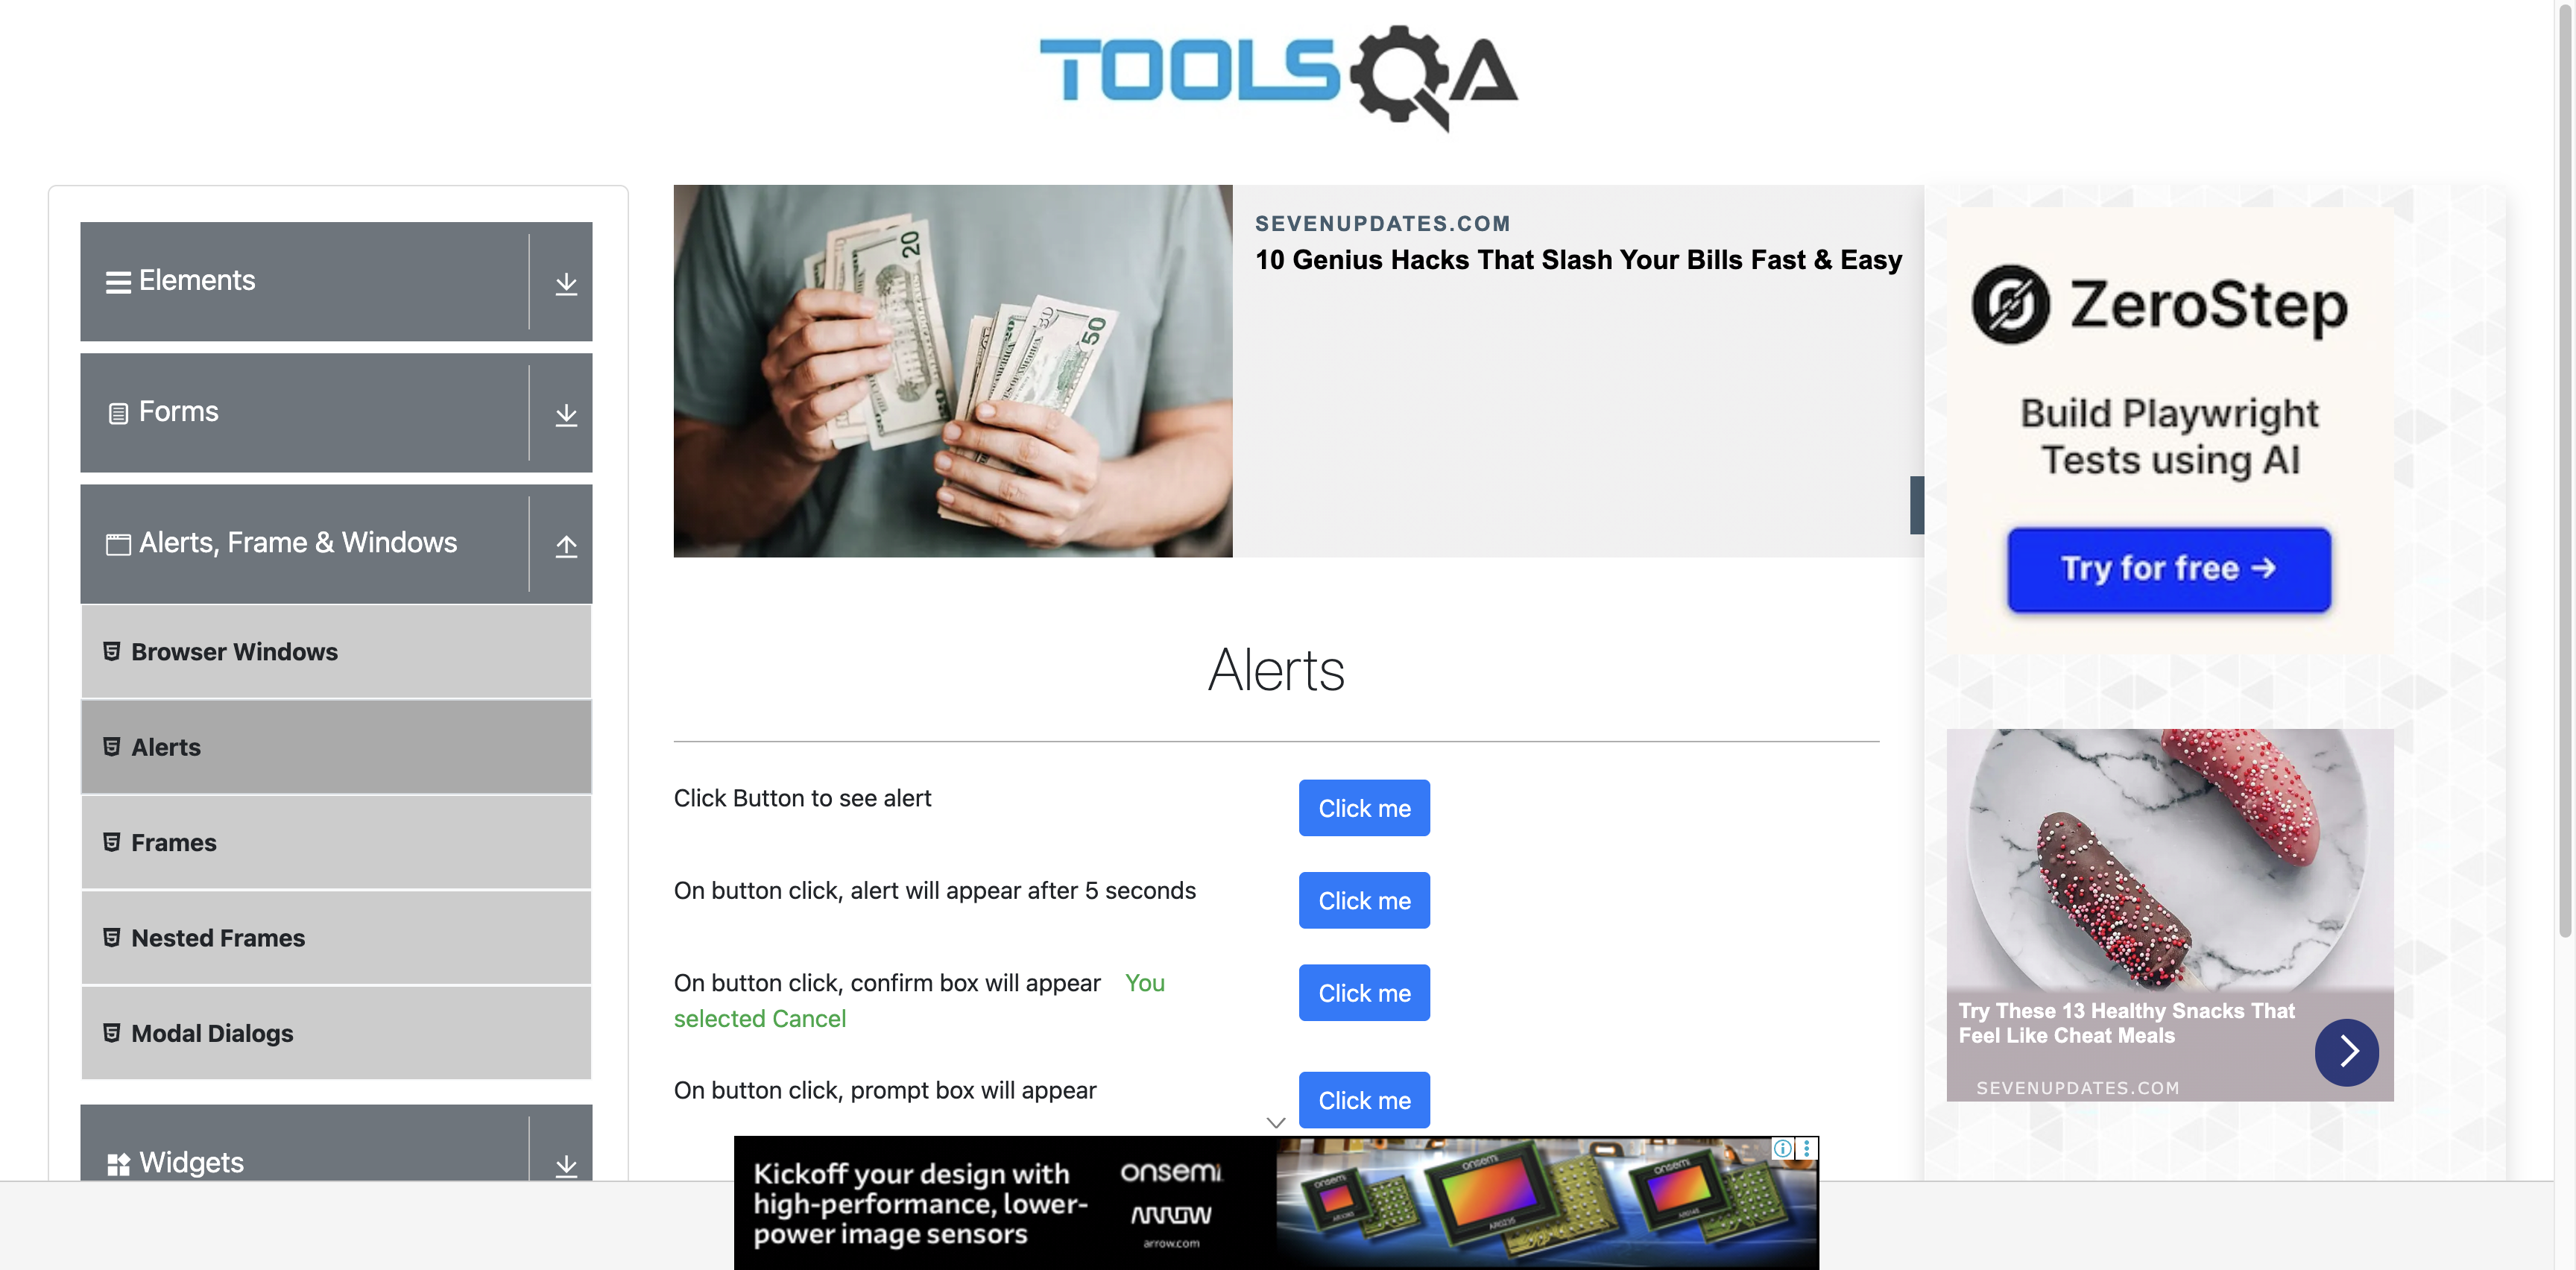 TOOLSQA
Elements
Forms
Alerts, Frame & Windows
Browser Windows
Alerts
Frames
Nested Frames
Modal Dialogs
Widgets
SEVENUPDATES.COM
10 Genius Hacks That Slash Your Bills Fast & Easy
Alerts
Click Button to see alert
Click me
On button click, alert will appear after 5 seconds
Click me
On button click, confirm box will appear You
selected Cancel
Click me
On button click, prompt box will appear
Click me
ZeroStep
Build Playwright
Tests using AI
Try for free →
Try These 13 Healthy Snacks That
Feel Like Cheat Meals
SEVENUPDATES.COM
Kickoff your design with
high-performance, lower-
power image sensors
onsemi
ARROW
arrow.com
onsemi
onsemi
onsemi
20
50